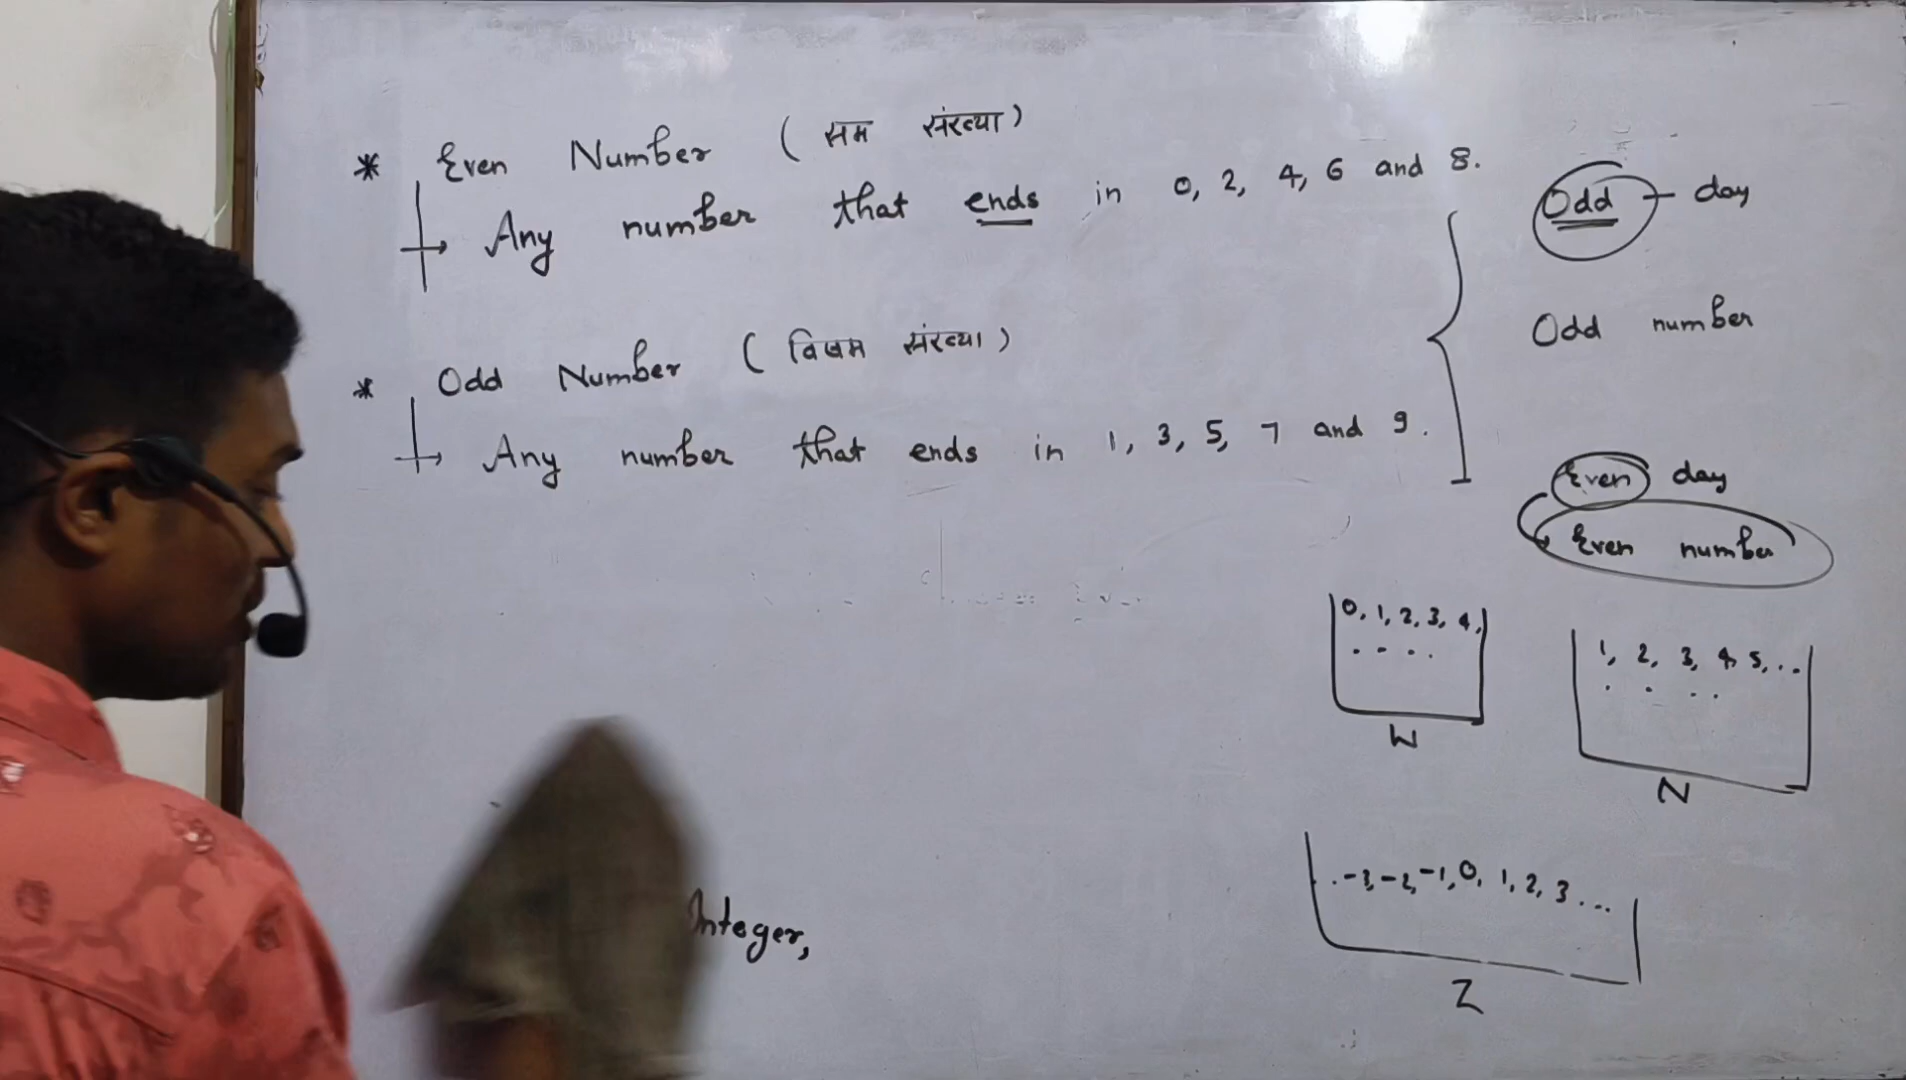 * Even Number ( सम संख्या )
Any number that ends in 0, 2, 4, 6 and 8.
* Odd Number ( विषम संख्या )
Any number that ends in 1, 3, 5, 7 and 9.
Odd - day
Odd number
Even day
Even number
0, 1, 2, 3, 4,
. . . .
W
1, 2, 3, 4, 5, ...
. . . .
N
Integer,
. -3, -2, -1, 0, 1, 2, 3 ...
Z